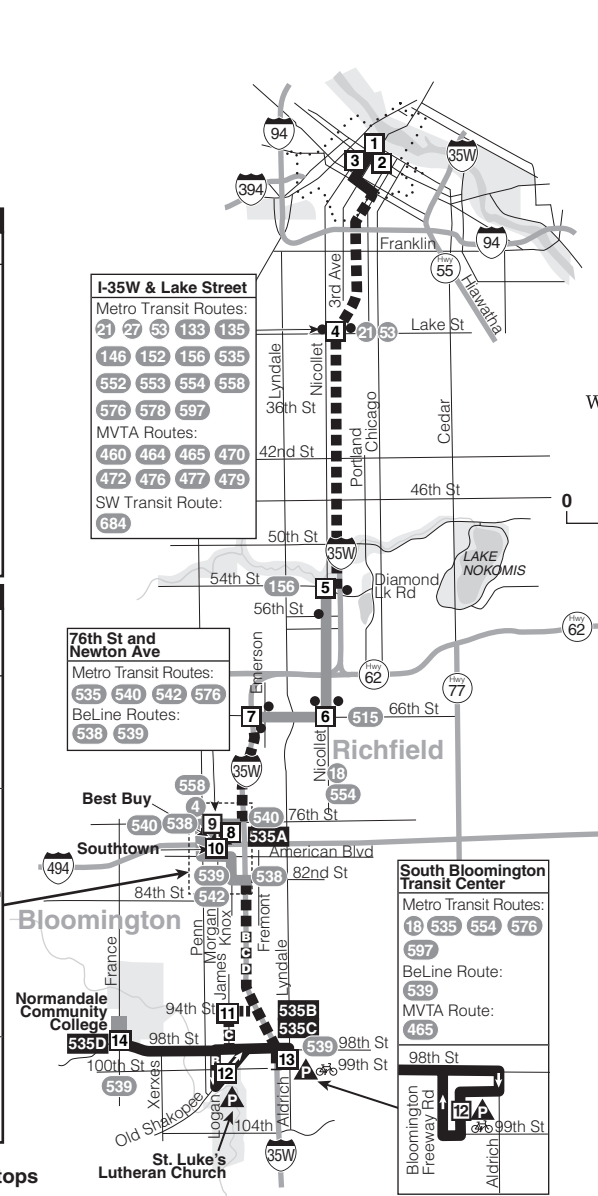 94
1
3
2
35W
394
94
Franklin
Hwy
55
Hiawatha
3rd Ave
I-35W & Lake Street
Metro Transit Routes:
21 27 53 133 135
146 152 156 535
552 553 554 558
576 578 597
MVTA Routes:
460 464 465 470
472 476 477 479
SW Transit Route:
684
4
21 53
Lake St
Lyndale
Nicollet
36th St
Portland
Chicago
Cedar
W
42nd St
46th St
0
50th St
35W
LAKE
NOKOMIS
54th St
156
5
Diamond
Lk Rd
56th St
Hwy
62
Hwy
62
Hwy
77
76th St and
Newton Ave
Metro Transit Routes:
535 540 542 576
BeLine Routes:
538 539
Emerson
7
6
515
66th St
Nicollet
Richfield
18
554
35W
558
4
Best Buy
540
538
9
8
540
76th St
535A
Southtown
10
American Blvd
494
539
538
82nd St
84th St
542
Bloomington
France
Penn
Morgan
Knox
James
Fremont
Lyndale
B
C
D
South Bloomington
Transit Center
Metro Transit Routes:
18 535 554 576
597
BeLine Route:
539
MVTA Route:
465
Normandale
Community
College
94th St
11
535B
535C
535D
14
98th St
C
13
539
98th St
99th St
P
100th St
12
539
Xerxes
Old Shakopee
Logan
P
Aldrich
104th
St. Luke's
Lutheran Church
35W
98th St
Bloomington
Freeway Rd
12
P
99th St
Aldrich
tops